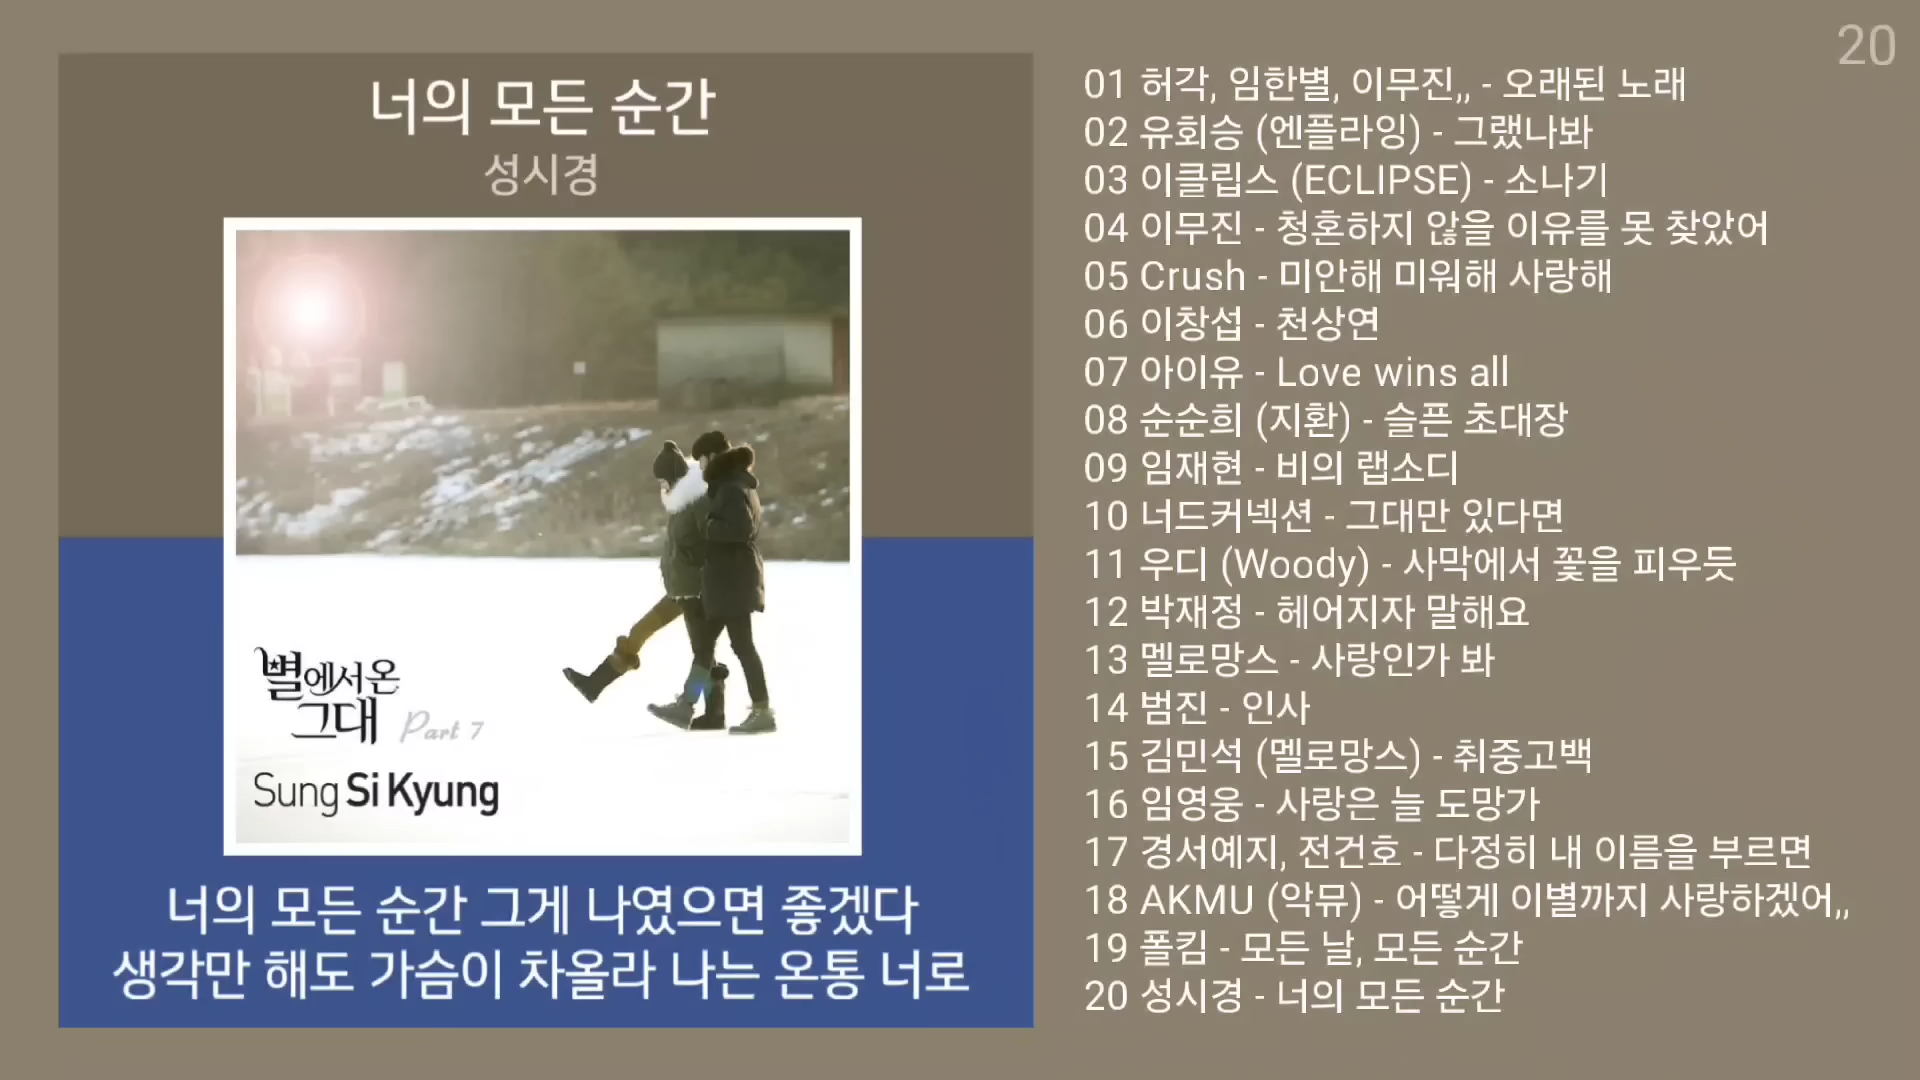 20
너의 모든 순간
성시경
별에서 온
그대 Part 7
Sung Si Kyung
너의 모든 순간 그게 나였으면 좋겠다
생각만 해도 가슴이 차올라 나는 온통 너로
01 허각, 임한별, 이무진,, - 오래된 노래
02 유회승 (엔플라잉) - 그랬나봐
03 이클립스 (ECLIPSE) - 소나기
04 이무진 - 청혼하지 않을 이유를 못 찾았어
05 Crush - 미안해 미워해 사랑해
06 이창섭 - 천상연
07 아이유 - Love wins all
08 순순희 (지환) - 슬픈 초대장
09 임재현 - 비의 랩소디
10 너드커넥션 - 그대만 있다면
11 우디 (Woody) - 사막에서 꽃을 피우듯
12 박재정 - 헤어지자 말해요
13 멜로망스 - 사랑인가 봐
14 범진 - 인사
15 김민석 (멜로망스) - 취중고백
16 임영웅 - 사랑은 늘 도망가
17 경서예지, 전건호 - 다정히 내 이름을 부르면
18 AKMU (악뮤) - 어떻게 이별까지 사랑하겠어,,
19 폴킴 - 모든 날, 모든 순간
20 성시경 - 너의 모든 순간